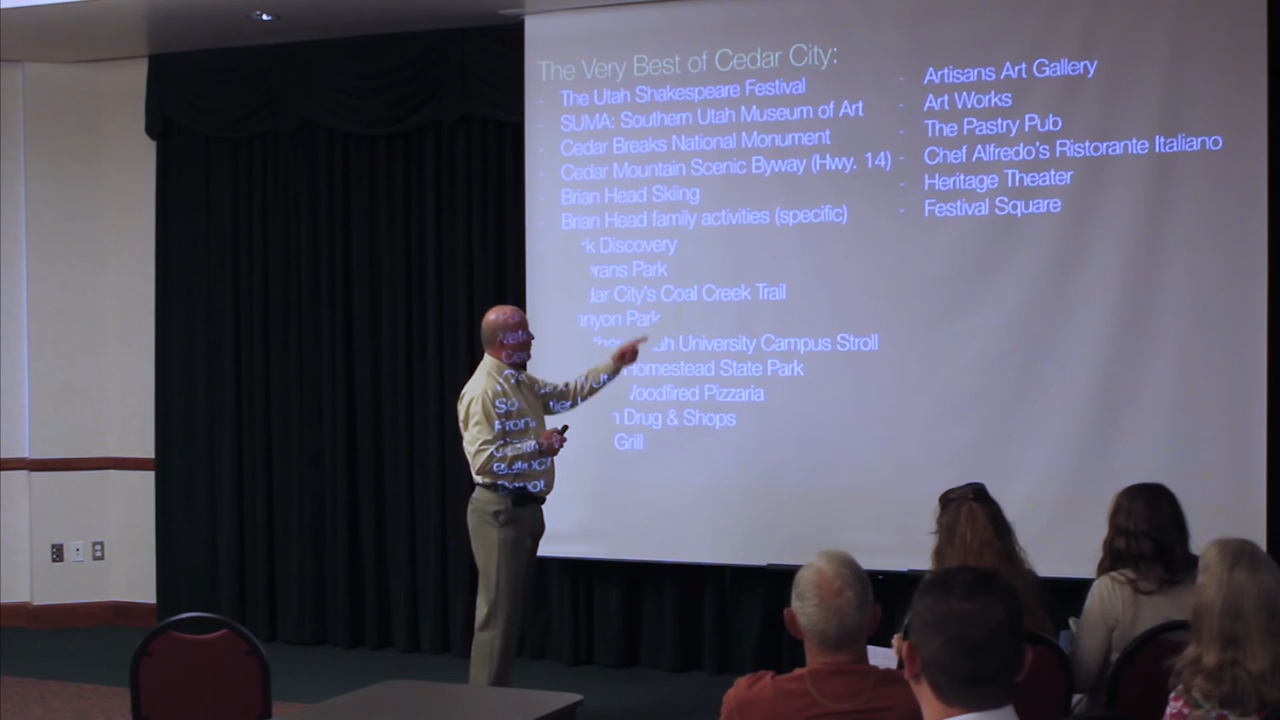 The Very Best of Cedar City:
- The Utah Shakespeare Festival
- SUMA: Southern Utah Museum of Art
- Cedar Breaks National Monument
- Cedar Mountain Scenic Byway (Hwy. 14)
- Brian Head Skiing
- Brian Head family activities (specific)
Discovery
Park
City's Coal Creek Trail
Park
University Campus Stroll
Homestead State Park
Woodfired Pizzaria
Drug & Shops
Depot Grill
- Artisans Art Gallery
- Art Works
- The Pastry Pub
- Chef Alfredo's Ristorante Italiano
- Heritage Theater
- Festival Square